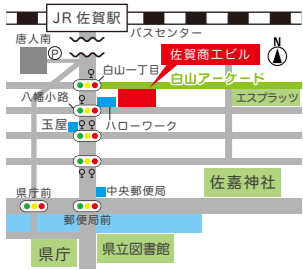 JR 佐賀駅
バスセンター
唐人南
P
佐賀商工ビル
N
白山一丁目
白山アーケード
八幡小路
エスプラッツ
玉屋
ハローワーク
佐嘉神社
県庁前
中央郵便局
郵便局前
県庁
県立図書館